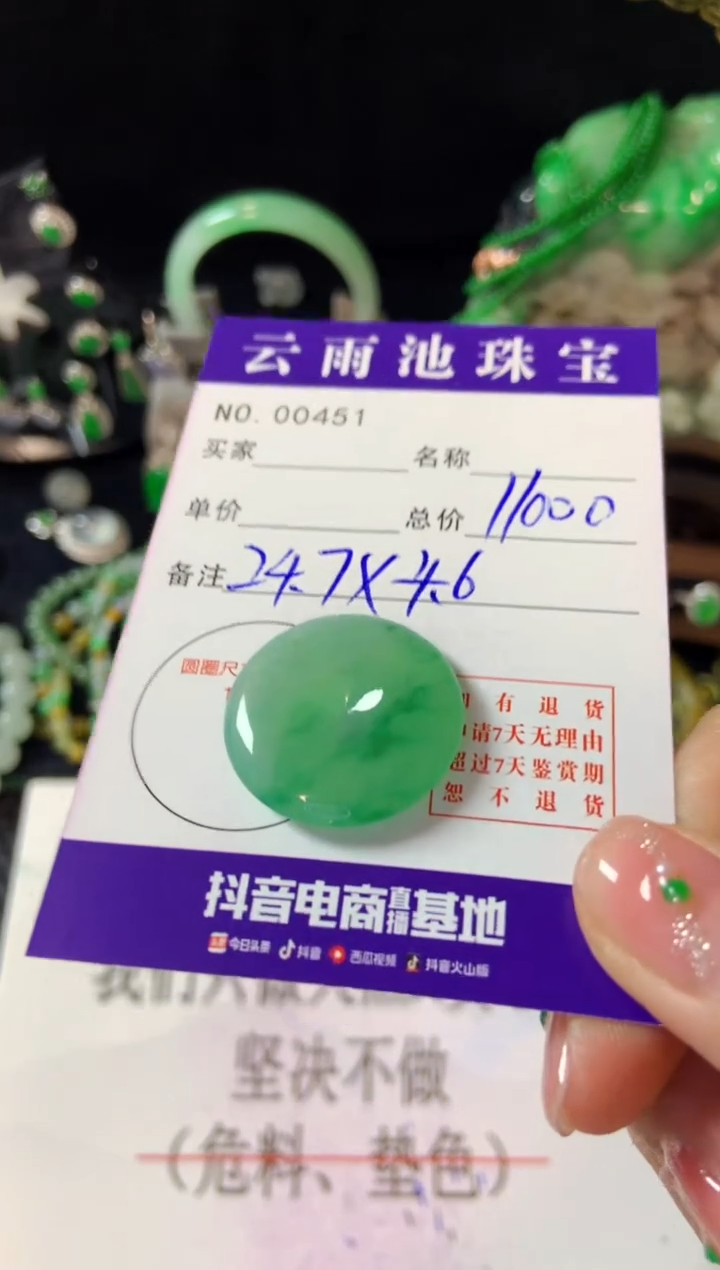 云雨池珠宝
NO. 00451
买家 名称
单价 总价 11000
备注 24.7X4.6
圆圈尺
有退货
请7天无理由
超过7天鉴赏期
恕不退货
抖音电商直播基地
今日头条 抖音 西瓜视频 抖音火山版
坚决不做
（危料、垫色）